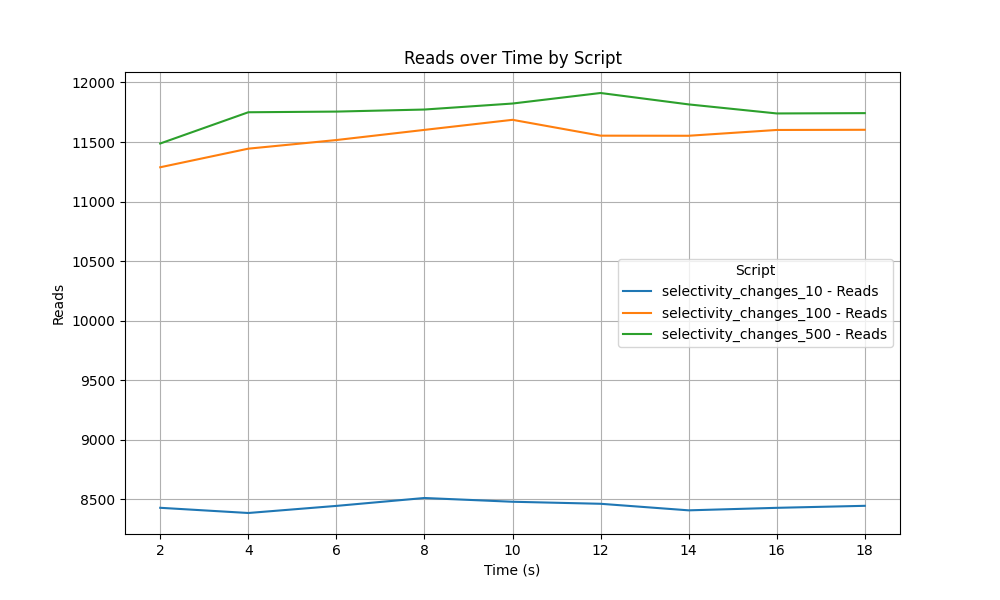 Reads over Time by Script
12000
11500
11000
10500
10000
9500
9000
8500
Reads
Script
selectivity_changes_10 - Reads
selectivity_changes_100 - Reads
selectivity_changes_500 - Reads
2 4 6 8 10 12 14 16 18
Time (s)